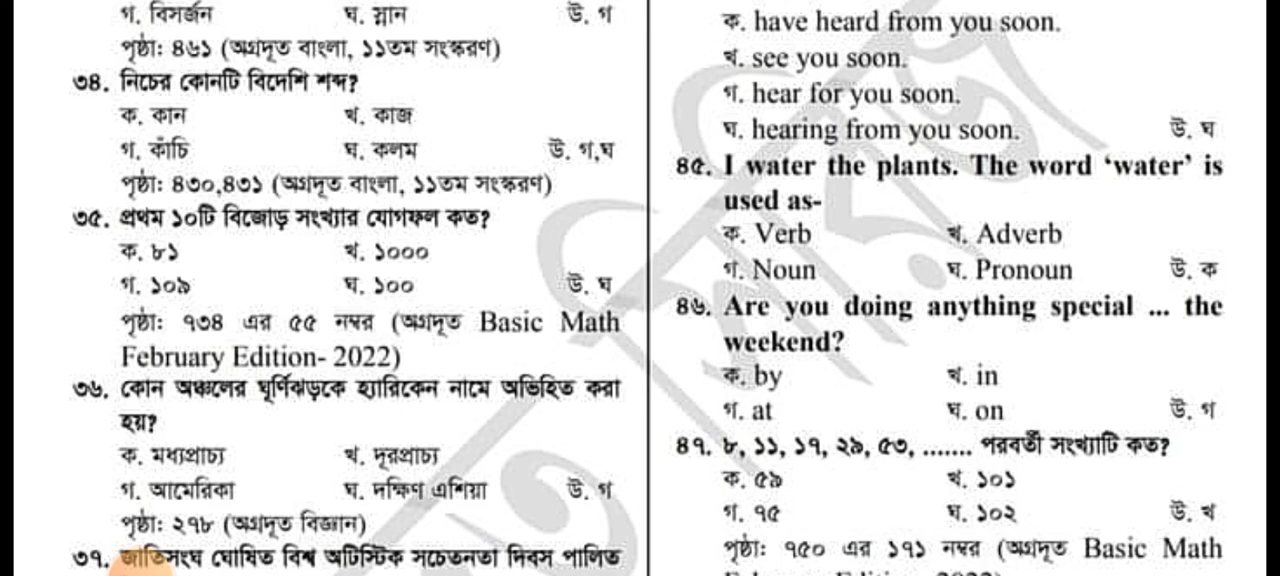 গ. বিসর্জন ঘ. স্নান উ. গ
পৃষ্ঠা: ৪৬১ (অগ্রদূত বাংলা, ১১তম সংস্করণ)
৩৪. নিচের কোনটি বিদেশি শব্দ?
ক. কান খ. কাজ
গ. কাঁচি ঘ. কলম উ. গ,ঘ
পৃষ্ঠা: ৪৩০,৪৩১ (অগ্রদূত বাংলা, ১১তম সংস্করণ)
৩৫. প্রথম ১০টি বিজোড় সংখ্যার যোগফল কত?
ক. ৮১ খ. ১০০০
গ. ১০৯ ঘ. ১০০ উ. ঘ
পৃষ্ঠা: ৭৩৪ এর ৫৫ নম্বর (অগ্রদূত Basic Math
February Edition- 2022)
৩৬. কোন অঞ্চলের ঘূর্ণিঝড়কে হ্যারিকেন নামে অভিহিত করা
হয়?
ক. মধ্যপ্রাচ্য খ. দূরপ্রাচ্য
গ. আমেরিকা ঘ. দক্ষিণ এশিয়া উ. গ
পৃষ্ঠা: ২৭৮ (অগ্রদূত বিজ্ঞান)
৩৭. জাতিসংঘ ঘোষিত বিশ্ব অটিস্টিক সচেতনতা দিবস পালিত
ক. have heard from you soon.
খ. see you soon.
গ. hear for you soon.
ঘ. hearing from you soon. উ. ঘ
৪৫. I water the plants. The word ‘water’ is
used as-
ক. Verb খ. Adverb
গ. Noun ঘ. Pronoun উ. ক
৪৬. Are you doing anything special ... the
weekend?
ক. by খ. in
গ. at ঘ. on উ. গ
৪৭. ৮, ১১, ১৭, ২৯, ৫৩, ....... পরবর্তী সংখ্যাটি কত?
ক. ৫৯ খ. ১০১
গ. ৭৫ ঘ. ১০২ উ. খ
পৃষ্ঠা: ৭৫০ এর ১৭১ নম্বর (অগ্রদূত Basic Math